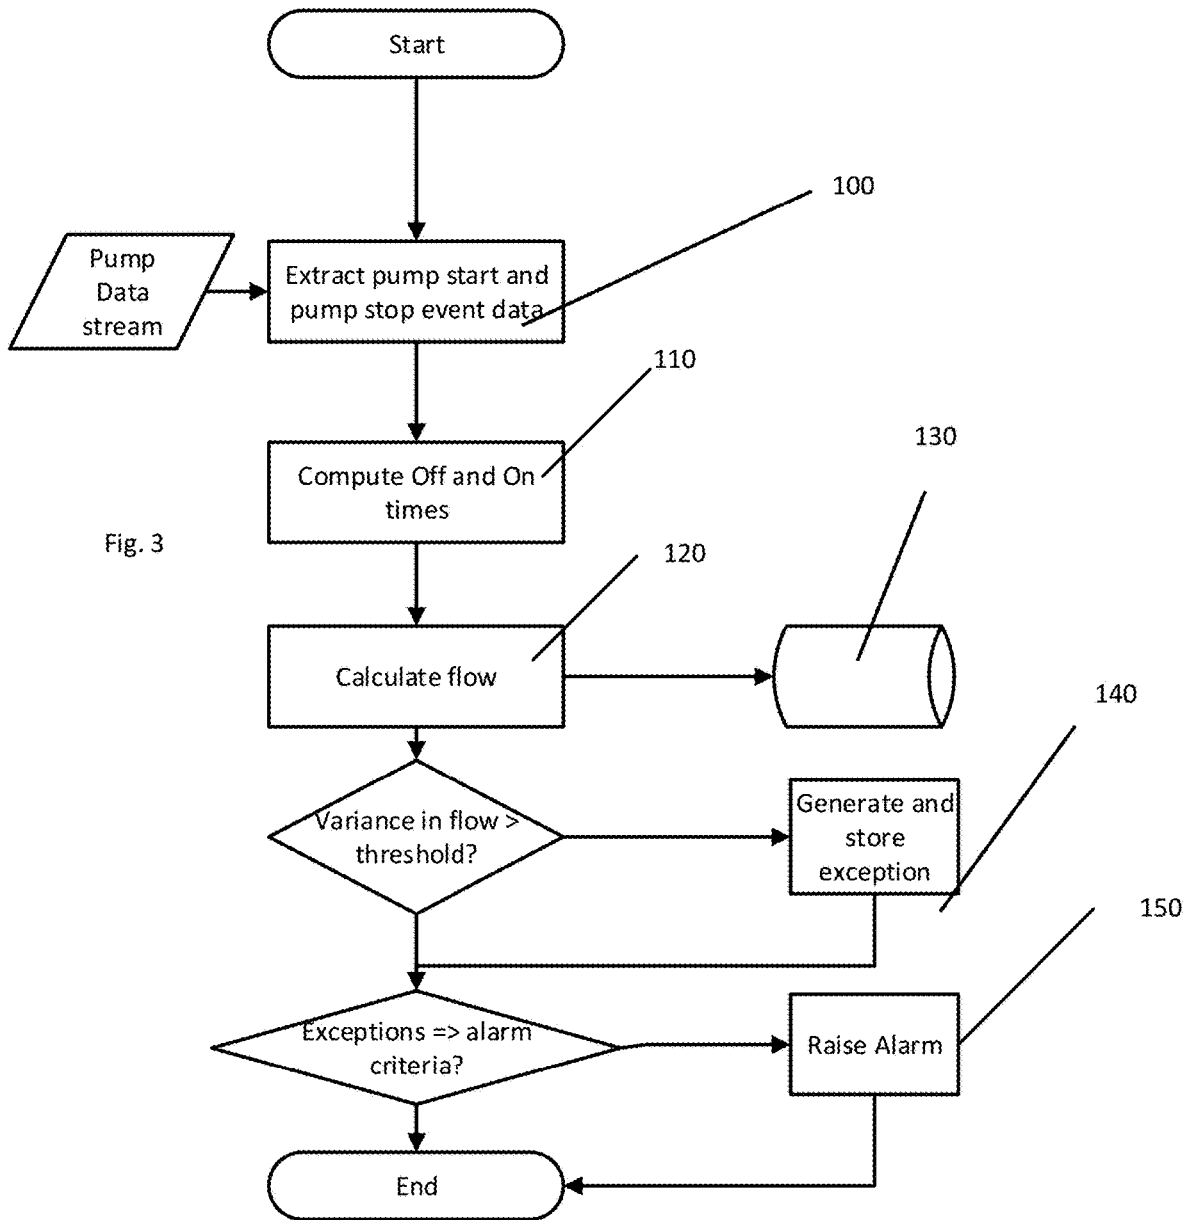 Start
100
Pump
Data
stream
Extract pump start and
pump stop event data
110
Compute Off and On
times
130
Fig. 3
120
Calculate flow
140
Variance in flow >
threshold?
Generate and
store
exception
150
Exceptions => alarm
criteria?
Raise Alarm
End